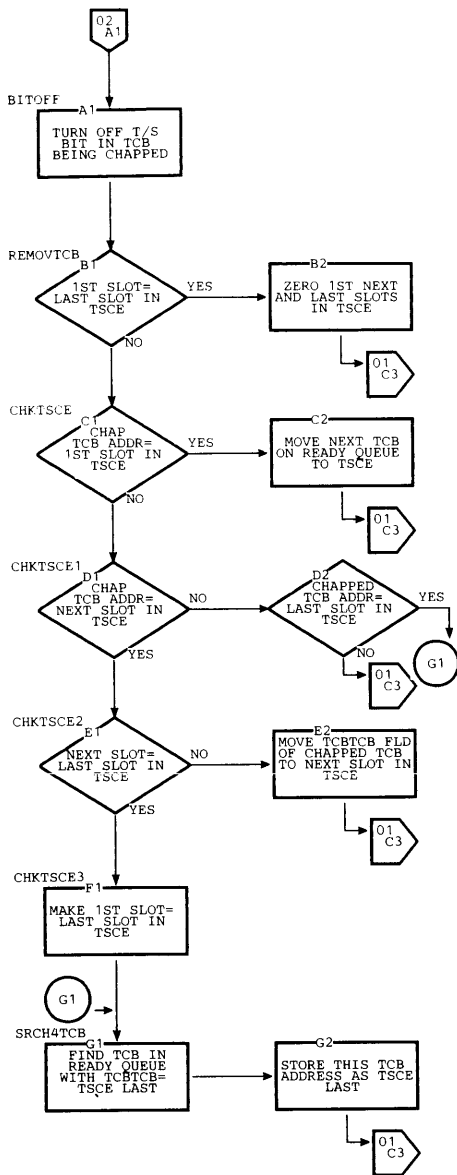 02
A1
BITOFF
A1
TURN OFF T/S
BIT IN TCB
BEING CHAPPED
REMOVTCB
B1
1ST SLOT=
LAST SLOT IN
TSCE
YES
NO
B2
ZERO 1ST NEXT
AND LAST SLOTS
IN TSCE
01
C3
CHKTSCE
C1
CHAP
TCB ADDR=
1ST SLOT IN
TSCE
YES
NO
C2
MOVE NEXT TCB
ON READY QUEUE
TO TSCE
01
C3
CHKTSCE1
D1
CHAP
TCB ADDR=
NEXT SLOT IN
TSCE
NO
YES
D2
CHAPPED
TCB ADDR=
LAST SLOT IN
TSCE
YES
NO
01
C3
G1
CHKTSCE2
E1
NEXT SLOT=
LAST SLOT IN
TSCE
NO
YES
E2
MOVE TCBTCB FLD
OF CHAPPED TCB
TO NEXT SLOT IN
TSCE
01
C3
CHKTSCE3
F1
MAKE 1ST SLOT=
LAST SLOT IN
TSCE
G1
SRCH4TCB
G1
FIND TCB IN
READY QUEUE
WITH TCBTCB=
TSCE LAST
G2
STORE THIS TCB
ADDRESS AS TSCE
LAST
01
C3